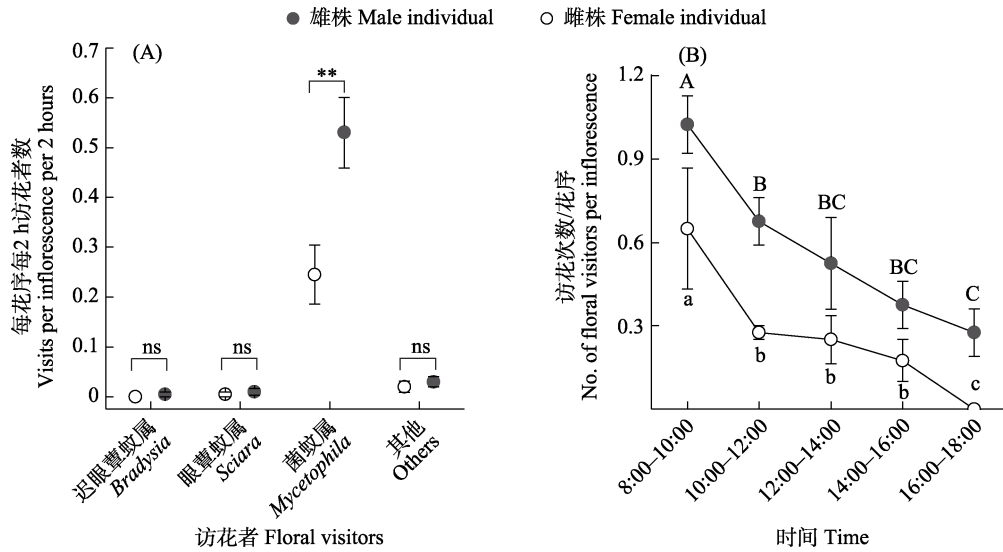 雄株 Male individual
雌株 Female individual
(A)
每花序每2 h访花者数
Visits per inflorescence per 2 hours
0.7
0.6
0.5
0.4
0.3
0.2
0.1
0
ns
ns
**
ns
迟眼蕈蚊属
Bradysia
眼蕈蚊属
Sciara
菌蚊属
Mycetophila
其他
Others
访花者 Floral visitors
(B)
访花次数/花序
No. of floral visitors per inflorescence
1.2
0.9
0.6
0.3
A
B
BC
BC
C
a
b
b
b
c
8:00–10:00
10:00–12:00
12:00–14:00
14:00–16:00
16:00–18:00
时间 Time